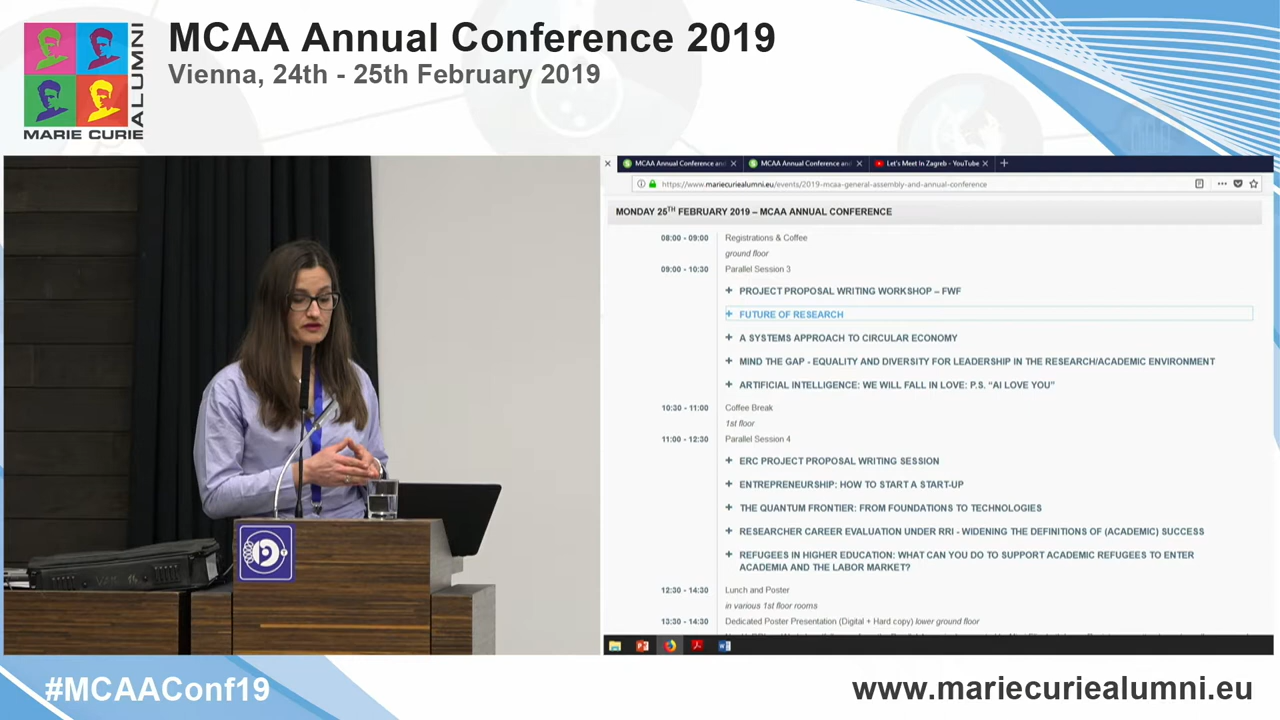 MCAA Annual Conference 2019
Vienna, 24th - 25th February 2019
MARIE CURIE
ALUMNI
MCAA Annual Conference and
MCAA Annual Conference and
Let's Meet In Zagreb - YouTube
https://www.mariecuriealumni.eu/events/2019-mcaa-general-assembly-and-annual-conference
MONDAY 25TH FEBRUARY 2019 – MCAA ANNUAL CONFERENCE
08:00 - 09:00 Registrations & Coffee
ground floor
09:00 - 10:30 Parallel Session 3
+ PROJECT PROPOSAL WRITING WORKSHOP – FWF
+ FUTURE OF RESEARCH
+ A SYSTEMS APPROACH TO CIRCULAR ECONOMY
+ MIND THE GAP - EQUALITY AND DIVERSITY FOR LEADERSHIP IN THE RESEARCH/ACADEMIC ENVIRONMENT
+ ARTIFICIAL INTELLIGENCE: WE WILL FALL IN LOVE: P.S. “AI LOVE YOU”
10:30 - 11:00 Coffee Break
1st floor
11:00 - 12:30 Parallel Session 4
+ ERC PROJECT PROPOSAL WRITING SESSION
+ ENTREPRENEURSHIP: HOW TO START A START-UP
+ THE QUANTUM FRONTIER: FROM FOUNDATIONS TO TECHNOLOGIES
+ RESEARCHER CAREER EVALUATION UNDER RRI - WIDENING THE DEFINITIONS OF (ACADEMIC) SUCCESS
+ REFUGEES IN HIGHER EDUCATION: WHAT CAN YOU DO TO SUPPORT ACADEMIC REFUGEES TO ENTER
ACADEMIA AND THE LABOR MARKET?
12:30 - 14:30 Lunch and Poster
in various 1st floor rooms
13:30 - 14:30 Dedicated Poster Presentation (Digital + Hard copy) lower ground floor
#MCAAConf19
www.mariecuriealumni.eu